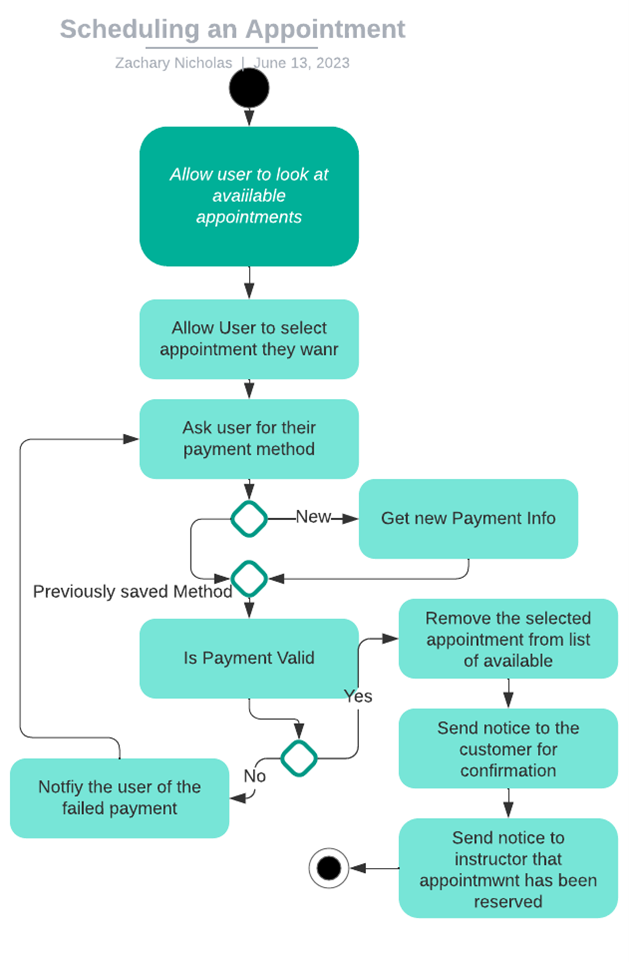 Scheduling an Appointment
Zachary Nicholas | June 13, 2023
Allow user to look at
avaiilable
appointments
Allow User to select
appointment they wanr
Ask user for their
payment method
New
Get new Payment Info
Previously saved Method
Is Payment Valid
Yes
Remove the selected
appointment from list
of available
Send notice to the
customer for
confirmation
No
Notfiy the user of the
failed payment
Send notice to
instructor that
appointmwnt has been
reserved